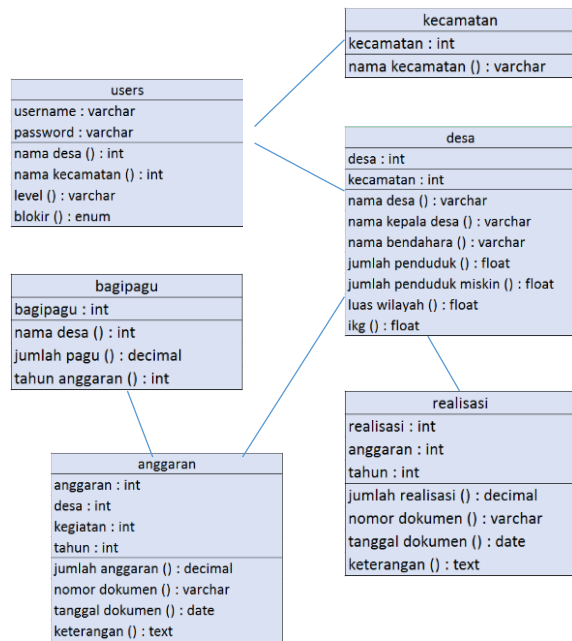 kecamatan
kecamatan : int
nama kecamatan () : varchar
users
username : varchar
password : varchar
nama desa () : int
nama kecamatan () : int
level () : varchar
blokir () : enum
desa
desa : int
kecamatan : int
nama desa () : varchar
nama kepala desa () : varchar
nama bendahara () : varchar
jumlah penduduk () : float
jumlah penduduk miskin () : float
luas wilayah () : float
ikg () : float
bagipagu
bagipagu : int
nama desa () : int
jumlah pagu () : decimal
tahun anggaran () : int
realisasi
realisasi : int
anggaran : int
tahun : int
jumlah realisasi () : decimal
nomor dokumen () : varchar
tanggal dokumen () : date
keterangan () : text
anggaran
anggaran : int
desa : int
kegiatan : int
tahun : int
jumlah anggaran () : decimal
nomor dokumen () : varchar
tanggal dokumen () : date
keterangan () : text